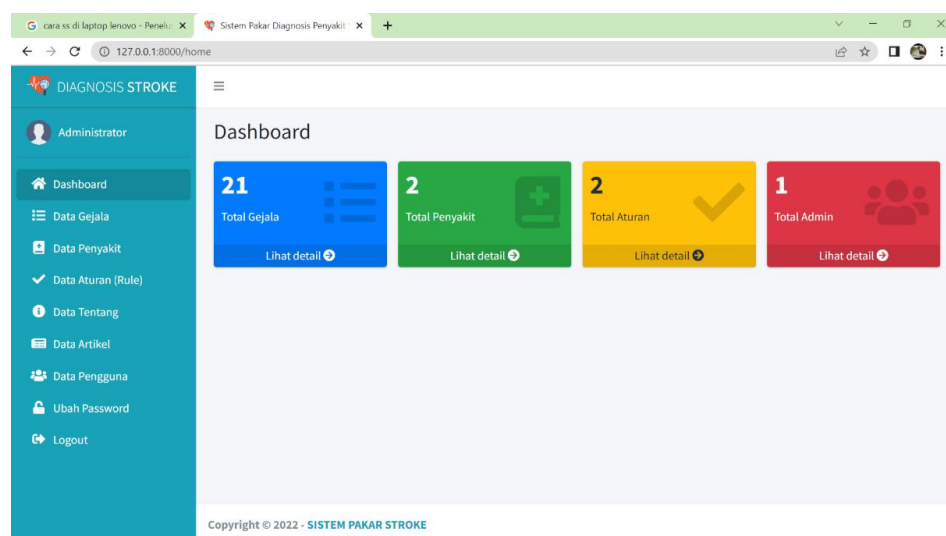 cara ss di laptop lenovo - Penelu
Sistem Pakar Diagnosis Penyakit
127.0.0.1:8000/home
DIAGNOSIS STROKE
Administrator
Dashboard
Data Gejala
Data Penyakit
Data Aturan (Rule)
Data Tentang
Data Artikel
Data Pengguna
Ubah Password
Logout
Dashboard
21
Total Gejala
Lihat detail
2
Total Penyakit
Lihat detail
2
Total Aturan
Lihat detail
1
Total Admin
Lihat detail
Copyright © 2022 - SISTEM PAKAR STROKE